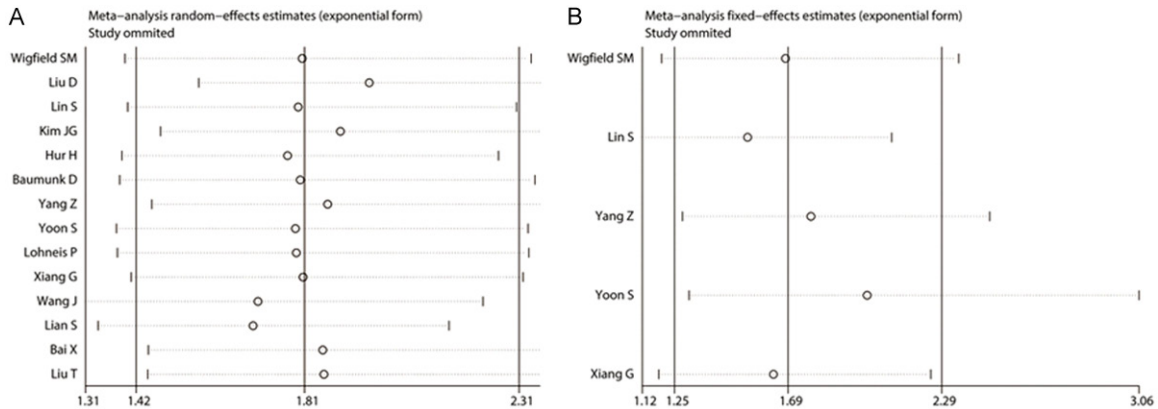 A
Meta−analysis random−effects estimates (exponential form)
Study ommited
Wigfield SM
Liu D
Lin S
Kim JG
Hur H
Baumunk D
Yang Z
Yoon S
Lohneis P
Xiang G
Wang J
Lian S
Bai X
Liu T
1.31 1.42 1.81 2.31
B
Meta−analysis fixed−effects estimates (exponential form)
Study ommited
Wigfield SM
Lin S
Yang Z
Yoon S
Xiang G
1.12 1.25 1.69 2.29 3.06